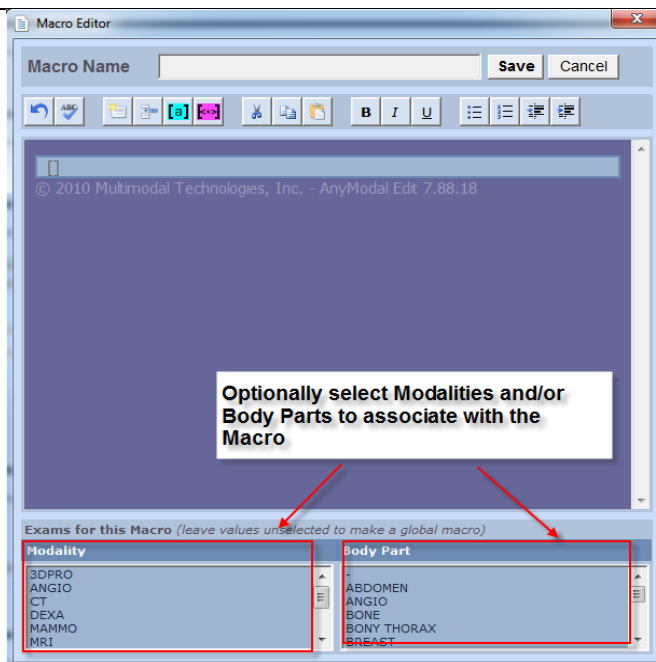 Macro Editor
Macro Name
Save
Cancel
ABC
[a]
B I U
[]
© 2010 Multimodal Technologies, Inc. - AnyModal Edit 7.88.18
Optionally select Modalities and/or
Body Parts to associate with the
Macro
Exams for this Macro (leave values unselected to make a global macro)
Modality
3DPRO
ANGIO
CT
DEXA
MAMMO
MRI
Body Part
-
ABDOMEN
ANGIO
BONE
BONY THORAX
BREAST